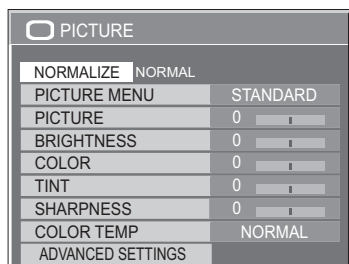 PICTURE
NORMALIZE NORMAL
PICTURE MENU STANDARD
PICTURE 0
BRIGHTNESS 0
COLOR 0
TINT 0
SHARPNESS 0
COLOR TEMP NORMAL
ADVANCED SETTINGS